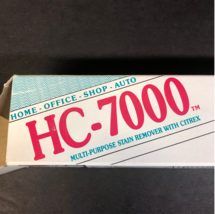 HOME - OFFICE - SHOP - AUTO
HC-7000™
MULTI-PURPOSE STAIN REMOVER WITH CITREX